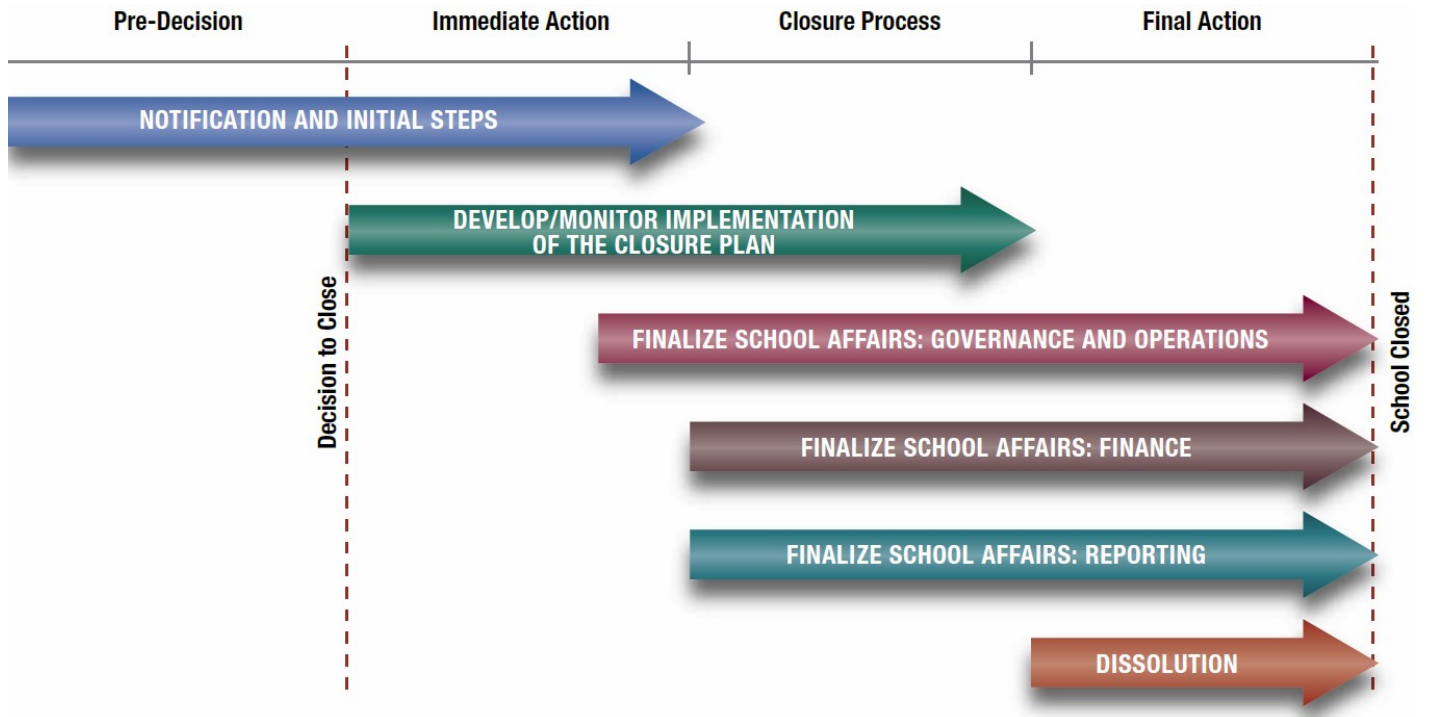 Pre-Decision
Immediate Action
Closure Process
Final Action
NOTIFICATION AND INITIAL STEPS
DEVELOP/MONITOR IMPLEMENTATION
OF THE CLOSURE PLAN
Decision to Close
FINALIZE SCHOOL AFFAIRS: GOVERNANCE AND OPERATIONS
School Closed
FINALIZE SCHOOL AFFAIRS: FINANCE
FINALIZE SCHOOL AFFAIRS: REPORTING
DISSOLUTION